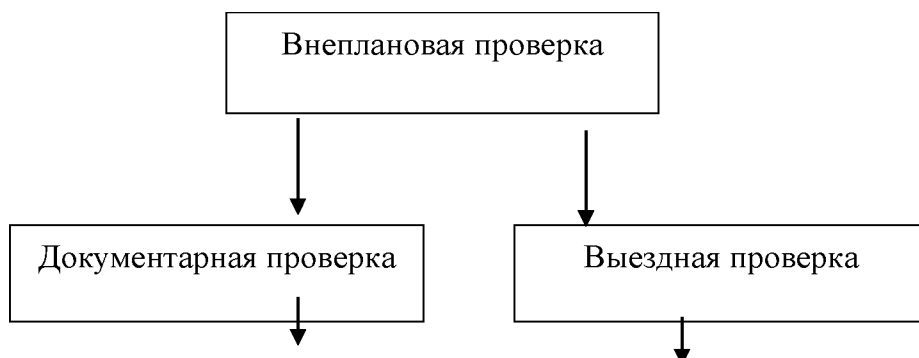 Внеплановая проверка
Документарная проверка
Выездная проверка